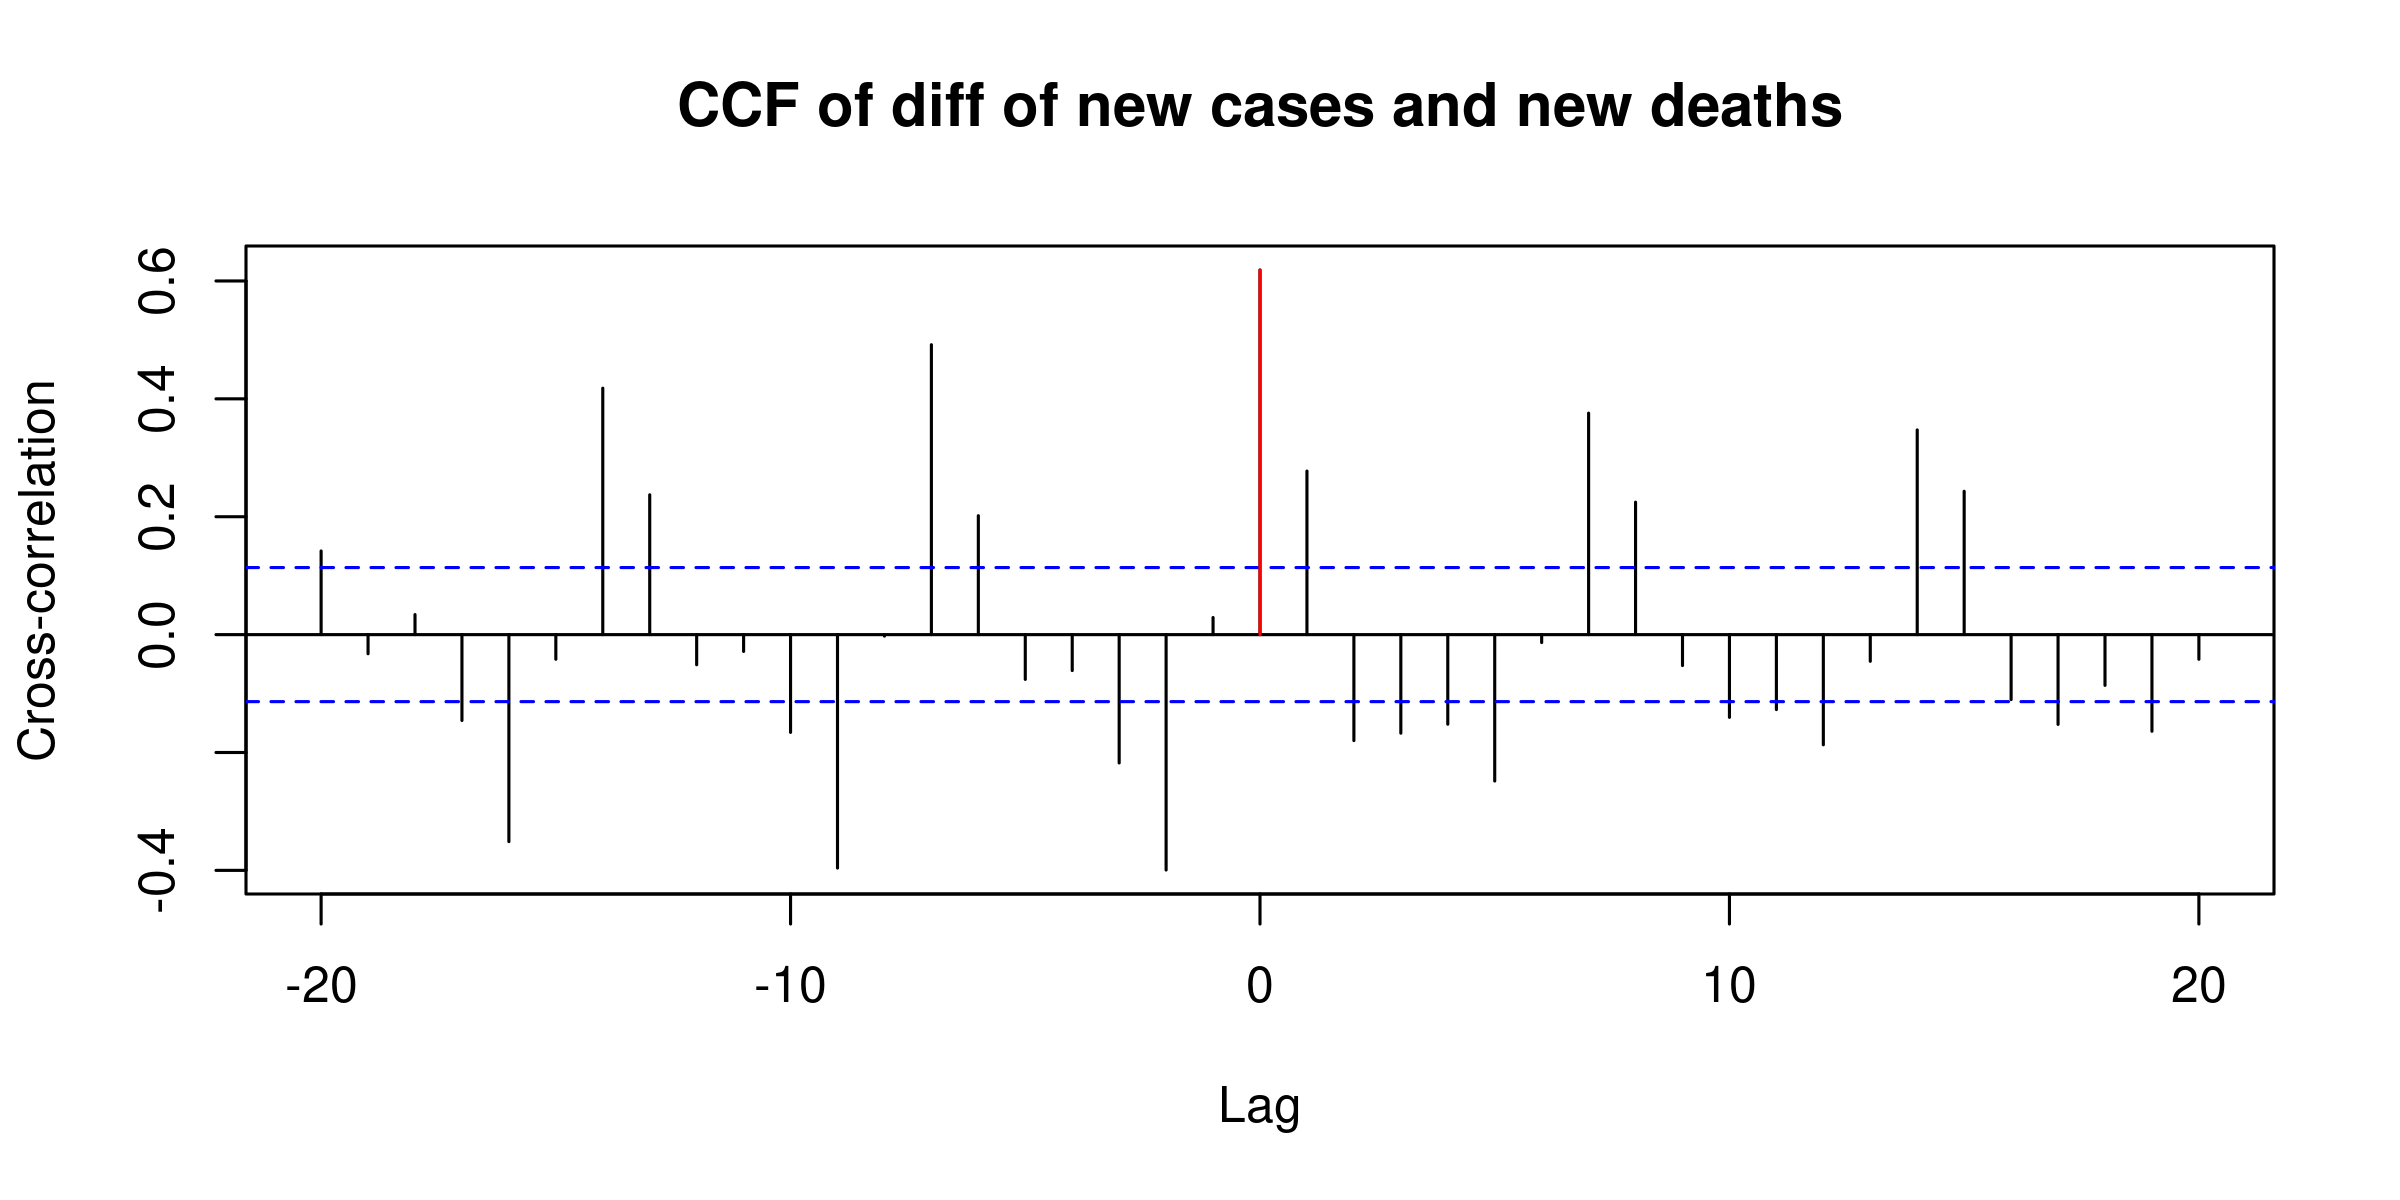 CCF of diff of new cases and new deaths
Cross-correlation
0.6
0.4
0.2
0.0
-0.4
-20 -10 0 10 20
Lag